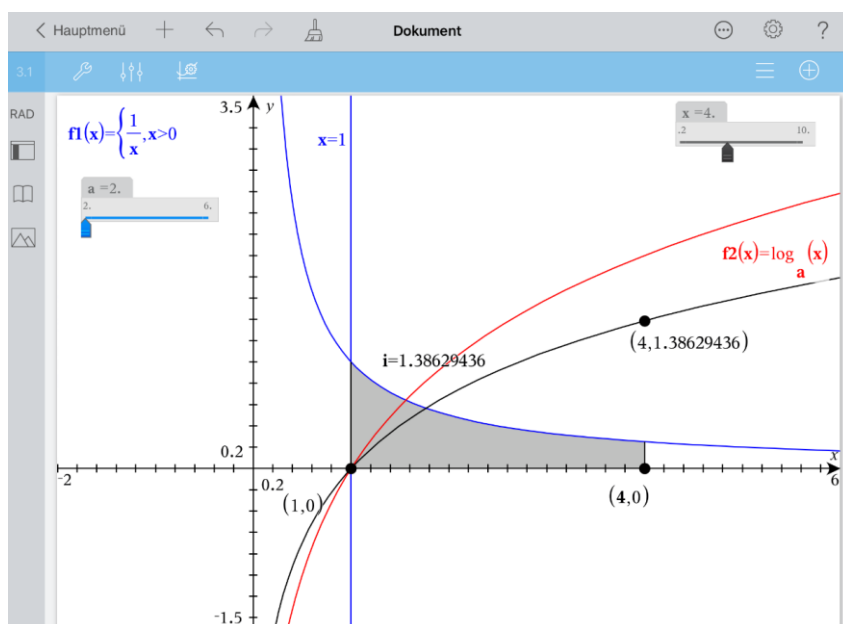 Hauptmenü
Dokument
?
3.1
RAD
3.5
y
f1(x)={1/x, x>0
x=1
x =4.
.2
10.
a =2.
2.
6.
f2(x)=log a (x)
(4,1.38629436)
i=1.38629436
0.2
x
-2
0.2
6
(1,0)
(4,0)
-1.5